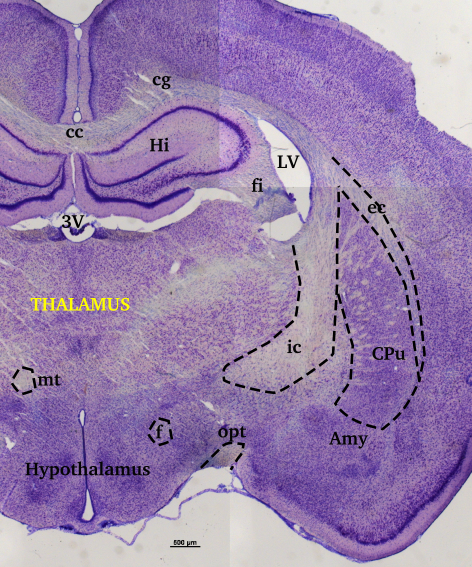 cg
cc
Hi
LV
fi
ec
3V
THALAMUS
ic
CPu
mt
f
opt
Amy
Hypothalamus
500 µm